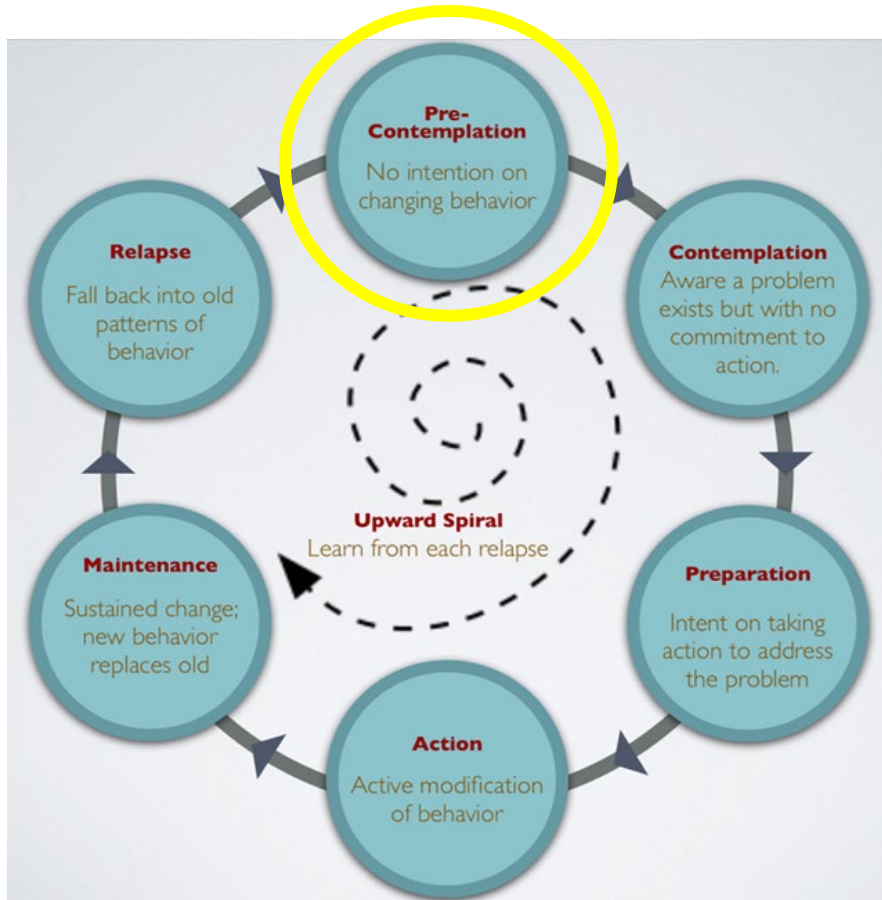 Pre-
Contemplation
No intention on
changing behavior
Contemplation
Aware a problem
exists but with no
commitment to
action.
Preparation
Intent on taking
action to address
the problem
Action
Active modification
of behavior
Maintenance
Sustained change;
new behavior
replaces old
Relapse
Fall back into old
patterns of
behavior
Upward Spiral
Learn from each relapse